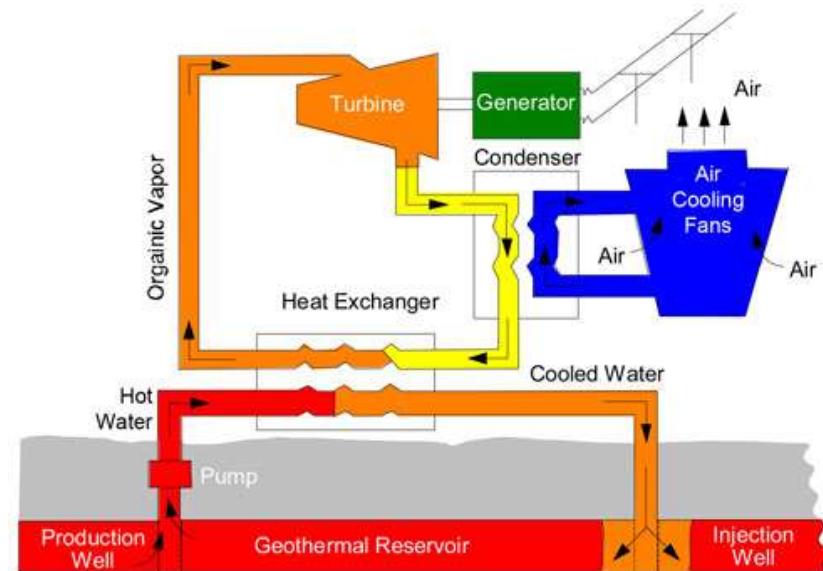 Turbine
Generator
Air
Condenser
Air
Cooling
Fans
Air
Air
Orgainic Vapor
Heat Exchanger
Cooled Water
Hot
Water
Pump
Production
Well
Geothermal Reservoir
Injection
Well